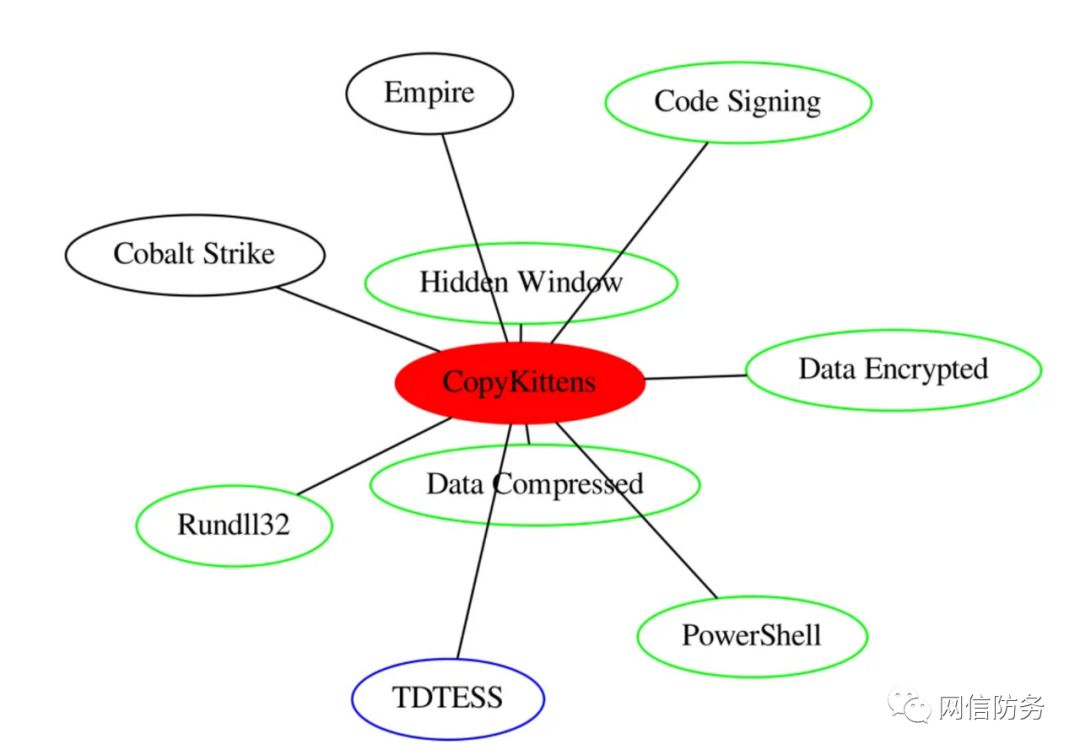 Empire
Code Signing
Cobalt Strike
Hidden Window
Data Encrypted
CopyKittens
Data Compressed
Rundll32
PowerShell
TDTESS
网信防务